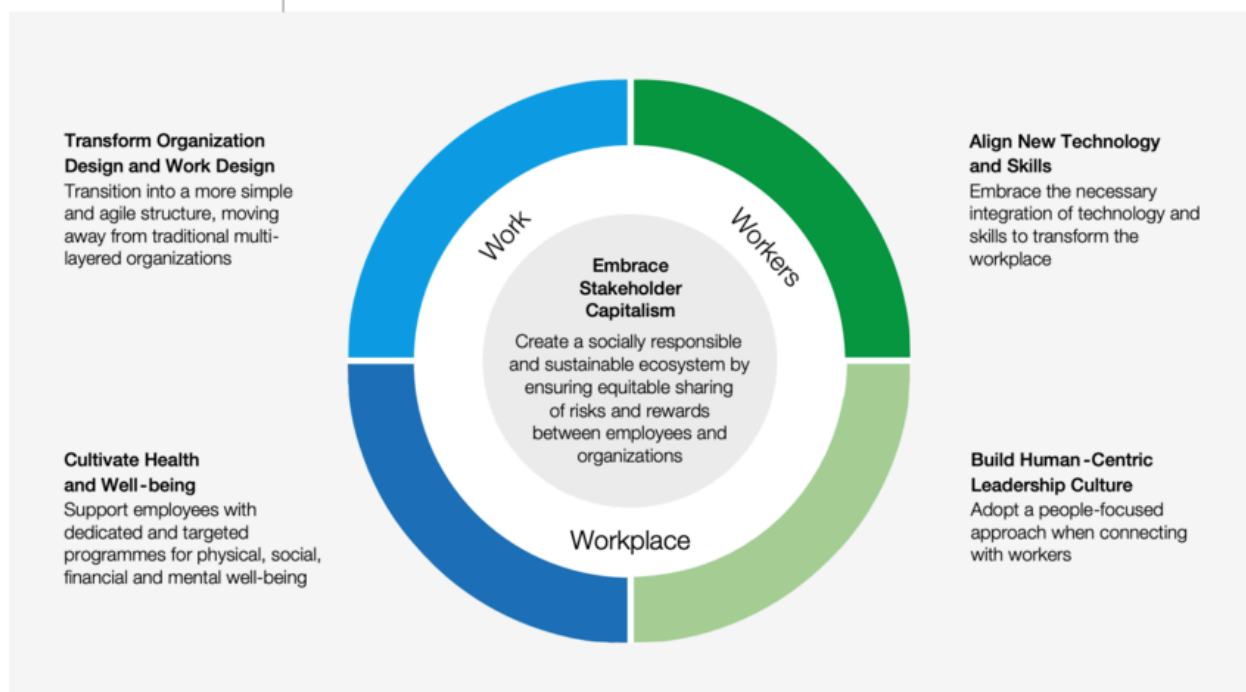 Transform Organization
Design and Work Design
Transition into a more simple
and agile structure, moving
away from traditional multi-
layered organizations
Align New Technology
and Skills
Embrace the necessary
integration of technology and
skills to transform the
workplace
Work
Workers
Embrace
Stakeholder
Capitalism
Create a socially responsible
and sustainable ecosystem by
ensuring equitable sharing
of risks and rewards
between employees and
organizations
Workplace
Cultivate Health
and Well-being
Support employees with
dedicated and targeted
programmes for physical, social,
financial and mental well-being
Build Human-Centric
Leadership Culture
Adopt a people-focused
approach when connecting
with workers